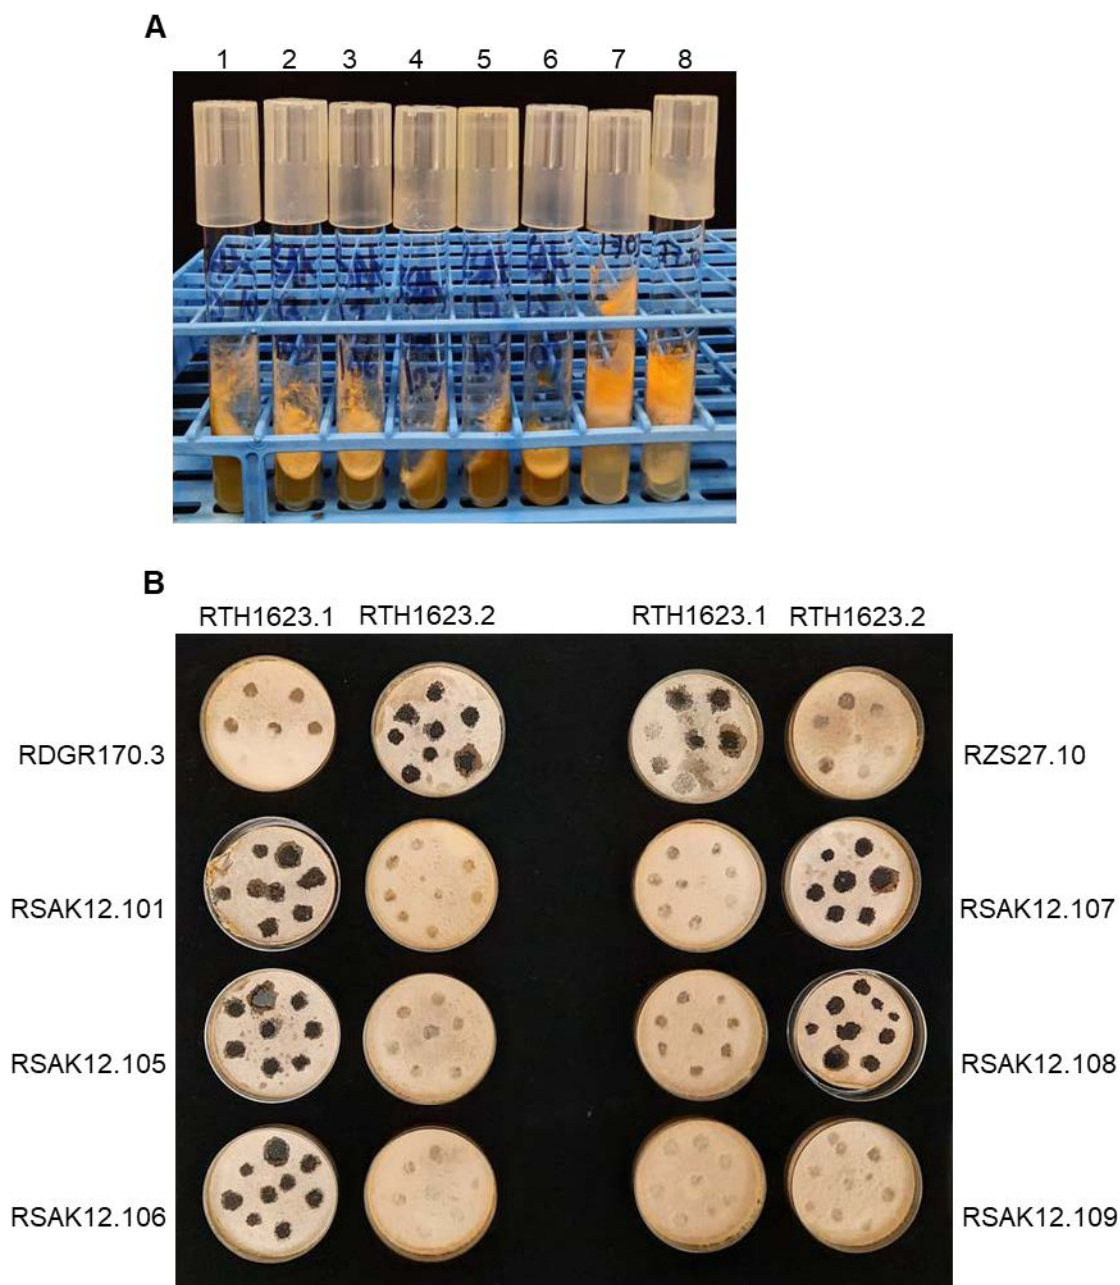 A
1 2 3 4 5 6 7 8
B
RTH1623.1 RTH1623.2 RTH1623.1 RTH1623.2
RDGR170.3 RZS27.10
RSAK12.101 RSAK12.107
RSAK12.105 RSAK12.108
RSAK12.106 RSAK12.109